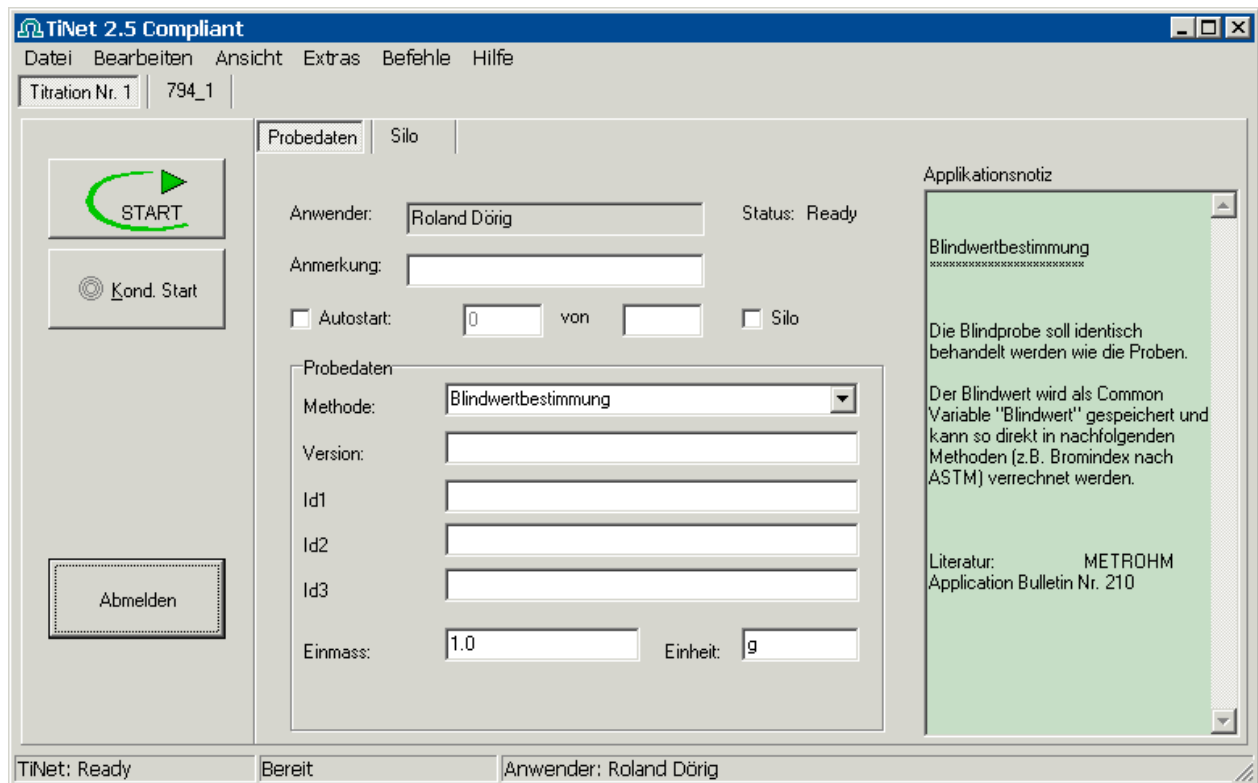 TiNet 2.5 Compliant
Datei Bearbeiten Ansicht Extras Befehle Hilfe
Titration Nr. 1 794_1
START
Kond. Start
Abmelden
Probedaten Silo
Anwender: Roland Dörig Status: Ready
Anmerkung:
Autostart: 0 von Silo
Probedaten
Methode: Blindwertbestimmung
Version:
Id1
Id2
Id3
Einmass: 1.0 Einheit: g
Applikationsnotiz
Blindwertbestimmung
************************
Die Blindprobe soll identisch
behandelt werden wie die Proben.
Der Blindwert wird als Common
Variable "Blindwert" gespeichert und
kann so direkt in nachfolgenden
Methoden (z.B. Bromindex nach
ASTM) verrechnet werden.
Literatur: METROHM
Application Bulletin Nr. 210
TiNet: Ready Bereit Anwender: Roland Dörig